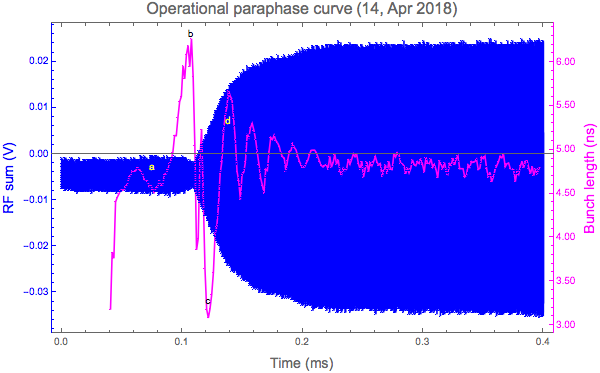 Operational paraphase curve (14, Apr 2018)
b
0.02
6.00
0.01
5.50
d
0.00
5.00
a
-0.01
4.50
-0.02
4.00
-0.03
3.50
c
3.00
RF sum (V)
Bunch length (ns)
0.0 0.1 0.2 0.3 0.4
Time (ms)